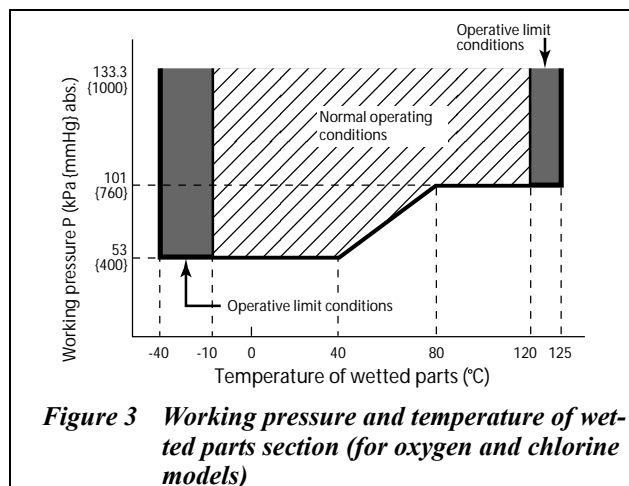 Operative limit
conditions
133.3
{1000}
Normal operating
conditions
101
{760}
53
{400}
Working pressure P (kPa {mmHg} abs.)
Operative limit conditions
-40 -10 0 40 80 120 125
Temperature of wetted parts (°C)
Figure 3 Working pressure and temperature of wet-
ted parts section (for oxygen and chlorine
models)